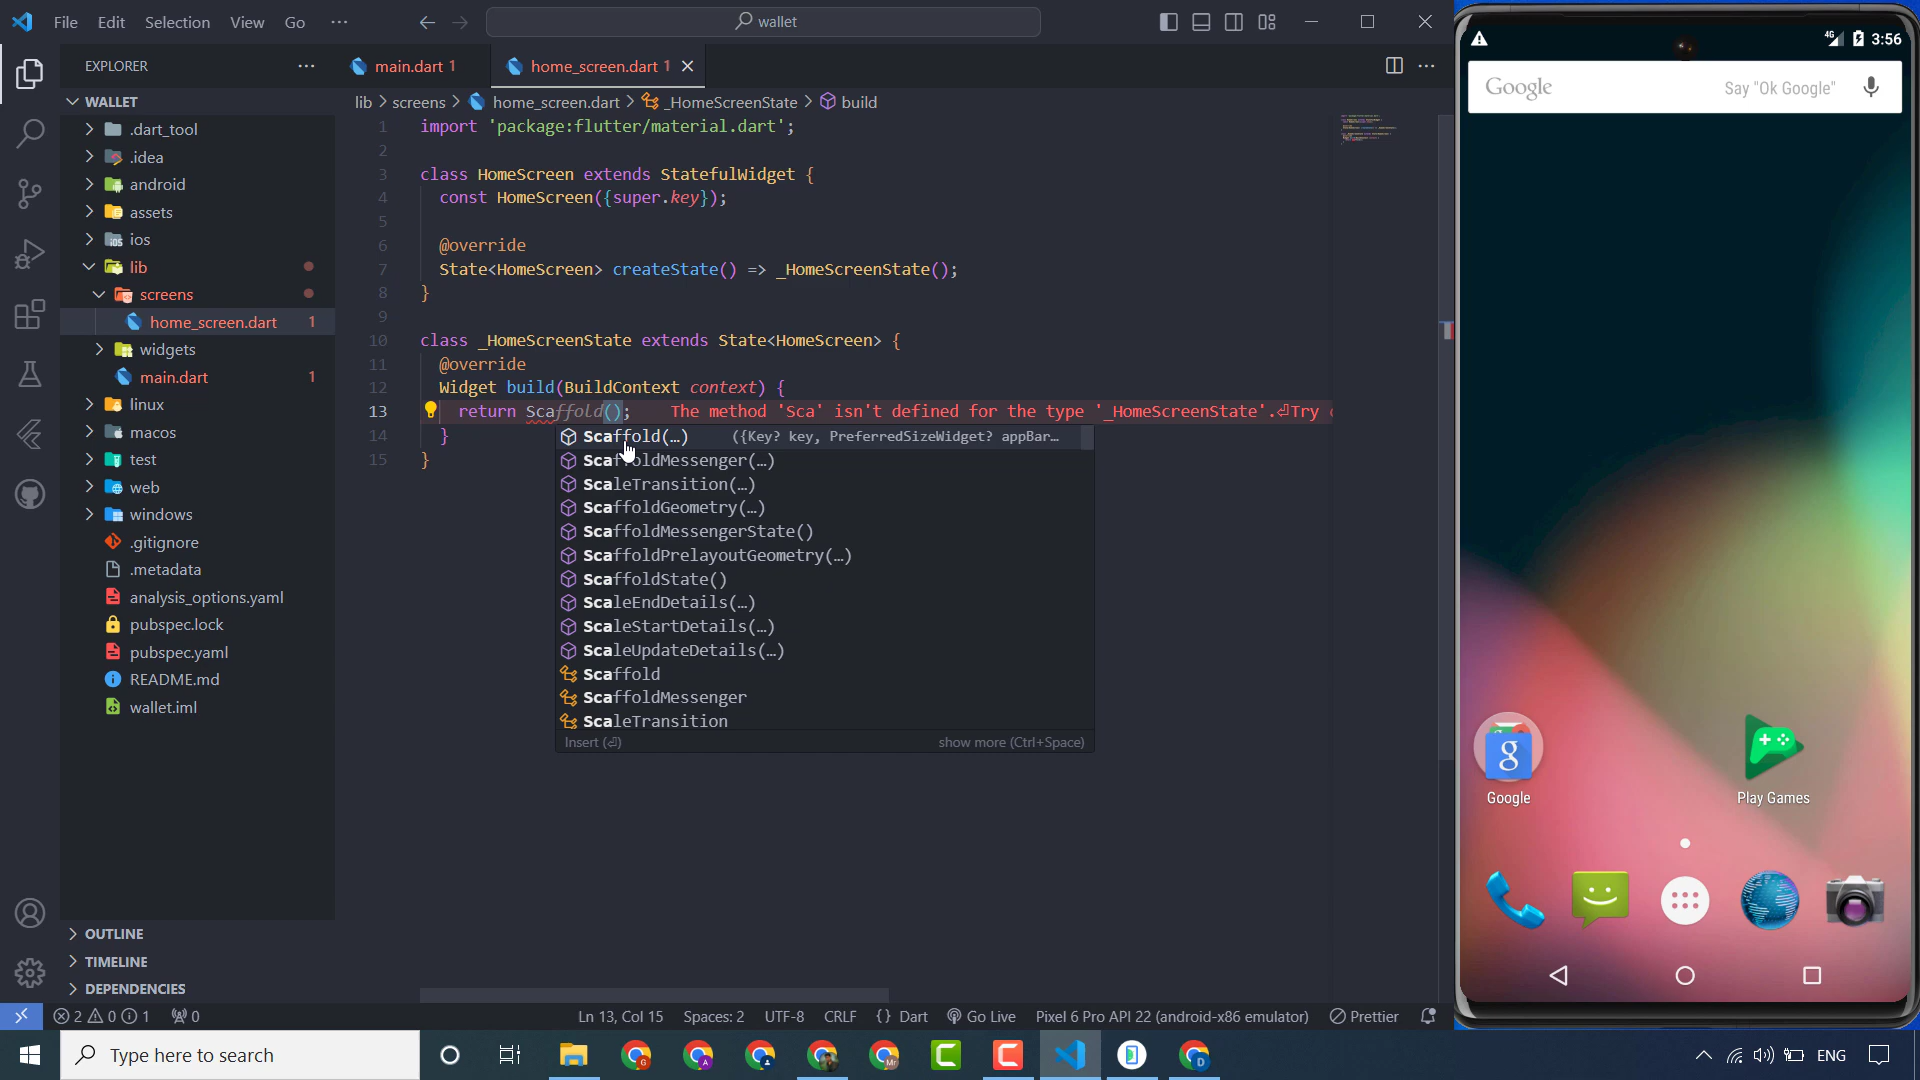 File Edit Selection View Go ···
wallet
EXPLORER
main.dart 1
home_screen.dart 1
WALLET
.dart_tool
.idea
android
assets
ios
lib
screens
home_screen.dart 1
widgets
main.dart 1
linux
macos
test
web
windows
.gitignore
.metadata
analysis_options.yaml
pubspec.lock
pubspec.yaml
README.md
wallet.iml
OUTLINE
TIMELINE
DEPENDENCIES
lib > screens > home_screen.dart > _HomeScreenState > build
1 import 'package:flutter/material.dart';
2
3 class HomeScreen extends StatefulWidget {
4 const HomeScreen({super.key});
5
6 @override
7 State<HomeScreen> createState() => _HomeScreenState();
8 }
9
10 class _HomeScreenState extends State<HomeScreen> {
11 @override
12 Widget build(BuildContext context) {
13 return Scaffold(); The method 'Sca' isn't defined for the type '_HomeScreenState'.⏎Try
14 }
15 }
Scaffold(…) ({Key? key, PreferredSizeWidget? appBar…
ScaffoldMessenger(…)
ScaleTransition(…)
ScaffoldGeometry(…)
ScaffoldMessengerState()
ScaffoldPrelayoutGeometry(…)
ScaffoldState()
ScaleEndDetails(…)
ScaleStartDetails(…)
ScaleUpdateDetails(…)
Scaffold
ScaffoldMessenger
ScaleTransition
Insert (⏎) show more (Ctrl+Space)
2 0 1 0
Ln 13, Col 15 Spaces: 2 UTF-8 CRLF {} Dart Go Live Pixel 6 Pro API 22 (android-x86 emulator) Prettier
Type here to search
ENG
4G 3:56
Google Say "Ok Google"
Google
Play Games